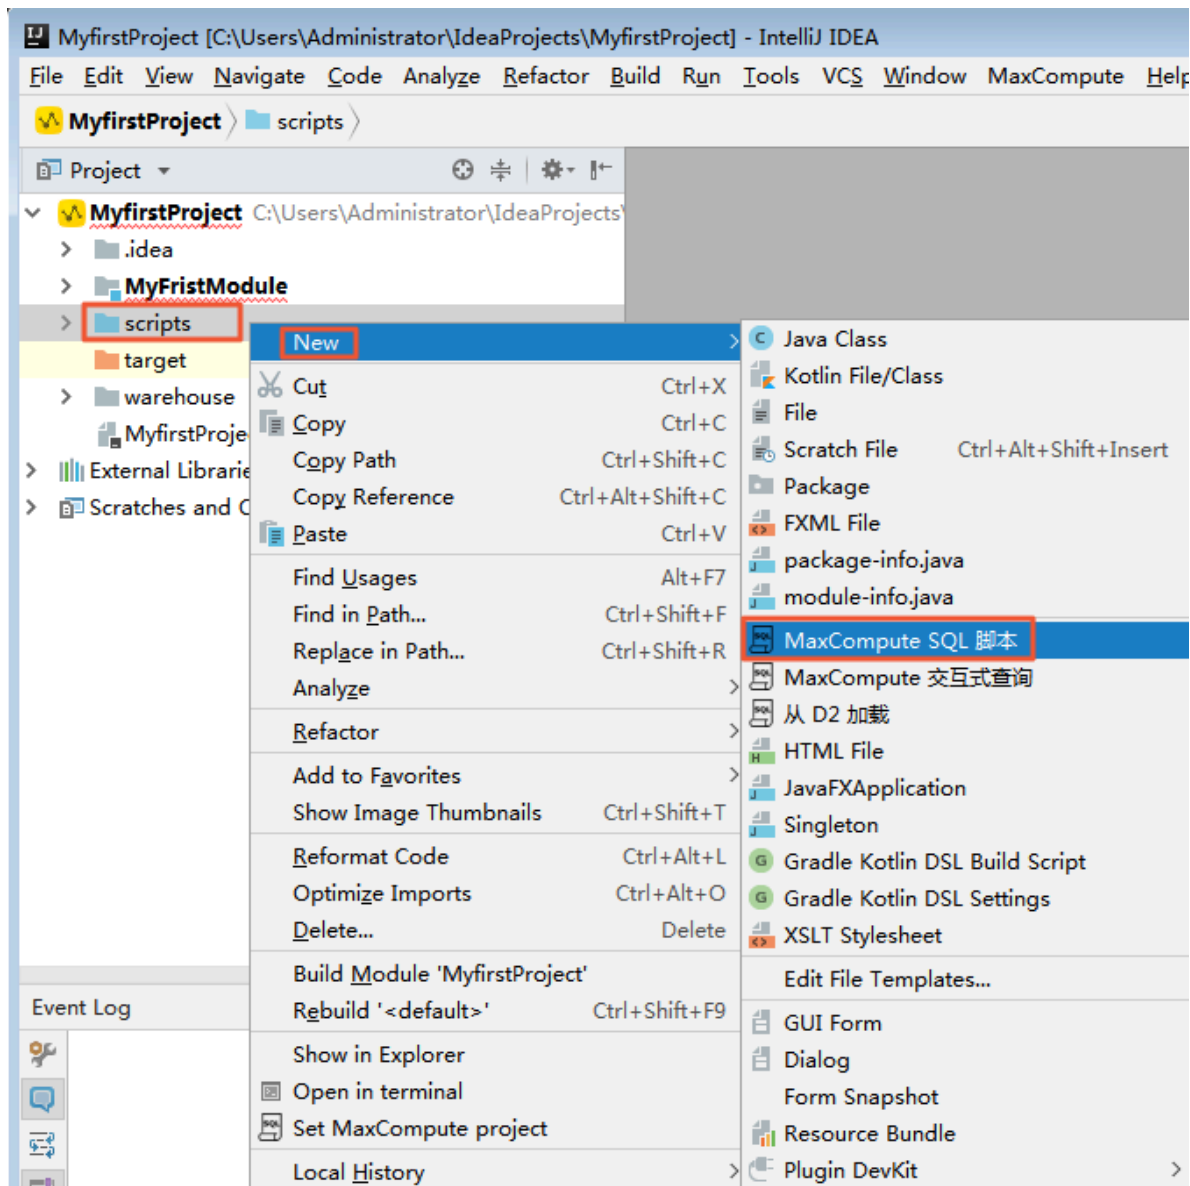 MyfirstProject [C:\Users\Administrator\IdeaProjects\MyfirstProject] - IntelliJ IDEA
File Edit View Navigate Code Analyze Refactor Build Run Tools VCS Window MaxCompute Help
MyfirstProject scripts
Project
MyfirstProject C:\Users\Administrator\IdeaProjects\
.idea
MyFristModule
scripts
target
warehouse
MyfirstProje
External Librarie
Scratches and C
New
Cut Ctrl+X
Copy Ctrl+C
Copy Path Ctrl+Shift+C
Copy Reference Ctrl+Alt+Shift+C
Paste Ctrl+V
Find Usages Alt+F7
Find in Path... Ctrl+Shift+F
Replace in Path... Ctrl+Shift+R
Analyze
Refactor
Add to Favorites
Show Image Thumbnails Ctrl+Shift+T
Reformat Code Ctrl+Alt+L
Optimize Imports Ctrl+Alt+O
Delete... Delete
Build Module 'MyfirstProject'
Rebuild '<default>' Ctrl+Shift+F9
Show in Explorer
Open in terminal
Set MaxCompute project
Local History
Java Class
Kotlin File/Class
File
Scratch File Ctrl+Alt+Shift+Insert
Package
FXML File
package-info.java
module-info.java
MaxCompute SQL 脚本
MaxCompute 交互式查询
从 D2 加载
HTML File
JavaFXApplication
Singleton
Gradle Kotlin DSL Build Script
Gradle Kotlin DSL Settings
XSLT Stylesheet
Edit File Templates...
GUI Form
Dialog
Form Snapshot
Resource Bundle
Plugin DevKit
Event Log